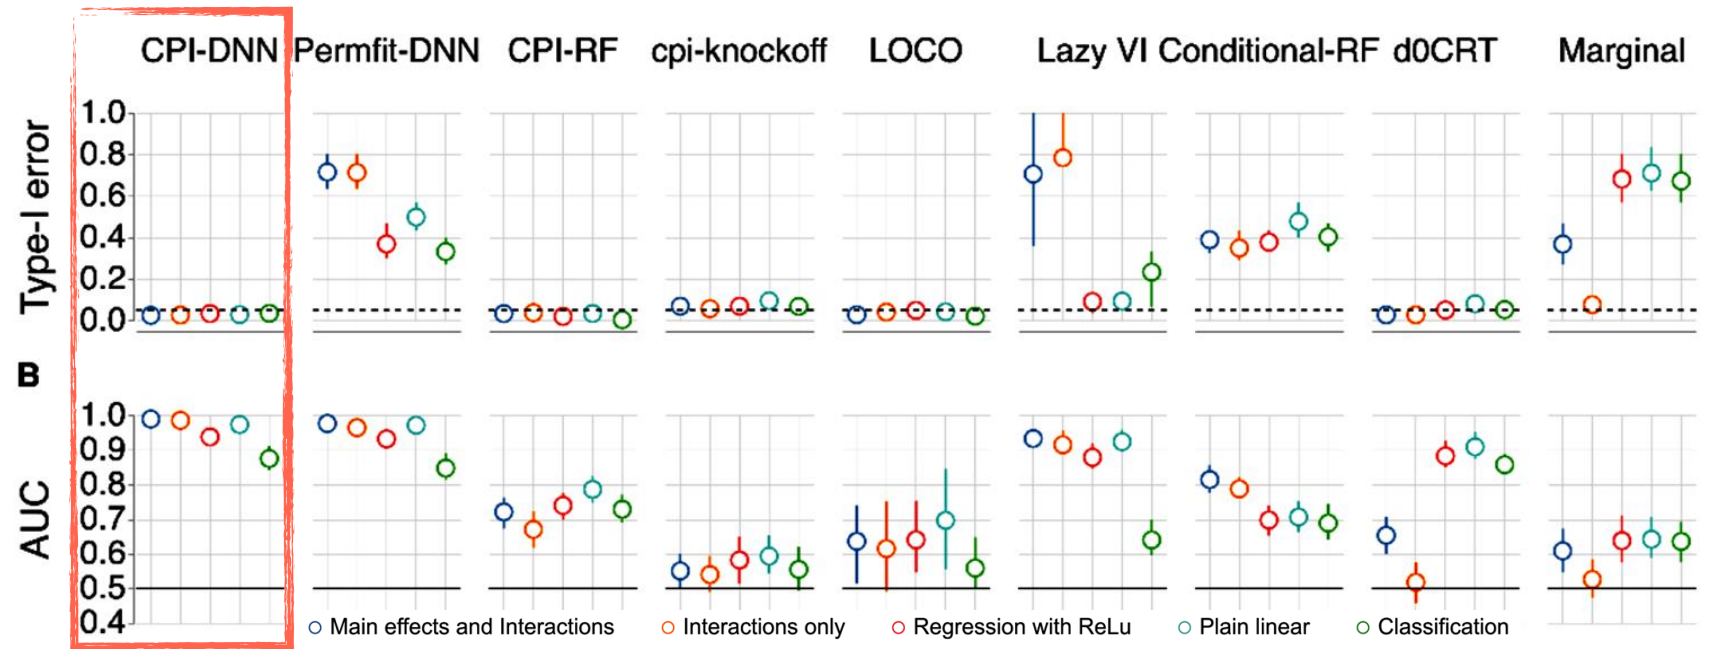 CPI-DNN Permfit-DNN CPI-RF cpi-knockoff LOCO Lazy VI Conditional-RF d0CRT Marginal
Type-I error
1.0
0.8
0.6
0.4
0.2
0.0
B
AUC
1.0
0.9
0.8
0.7
0.6
0.5
0.4
Main effects and Interactions Interactions only Regression with ReLu Plain linear Classification